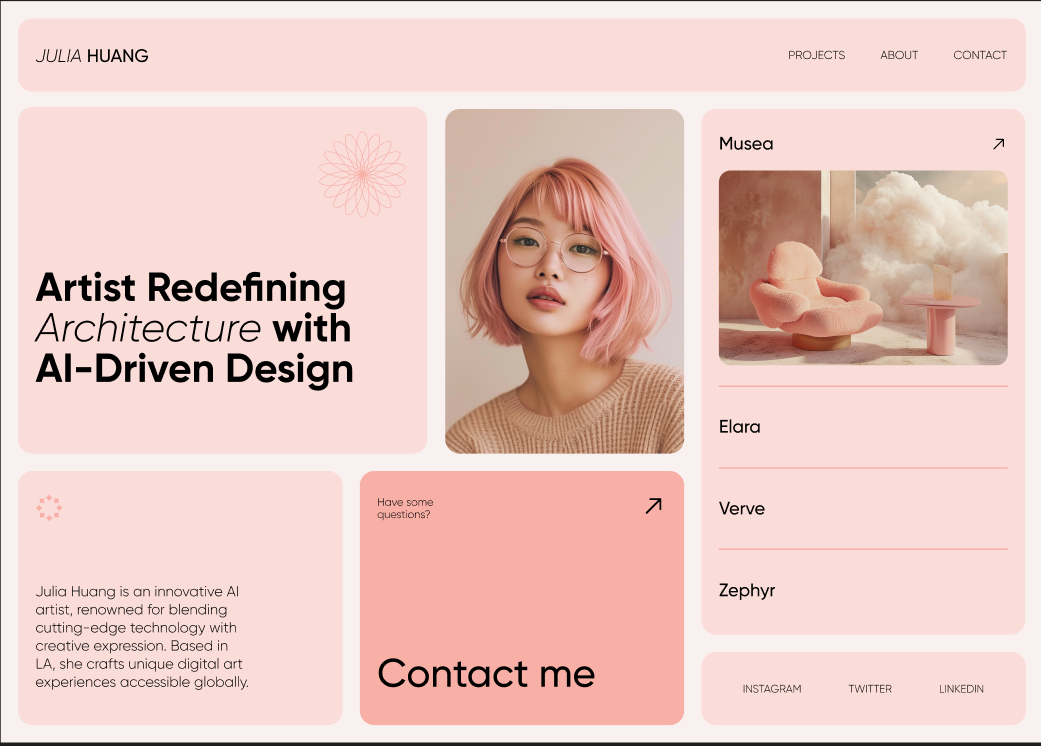 JULIA HUANG
PROJECTS
ABOUT
CONTACT
Artist Redefining
Architecture with
AI-Driven Design
Musea
Elara
Verve
Zephyr
Julia Huang is an innovative AI
artist, renowned for blending
cutting-edge technology with
creative expression. Based in
LA, she crafts unique digital art
experiences accessible globally.
Have some
questions?
Contact me
INSTAGRAM
TWITTER
LINKEDIN